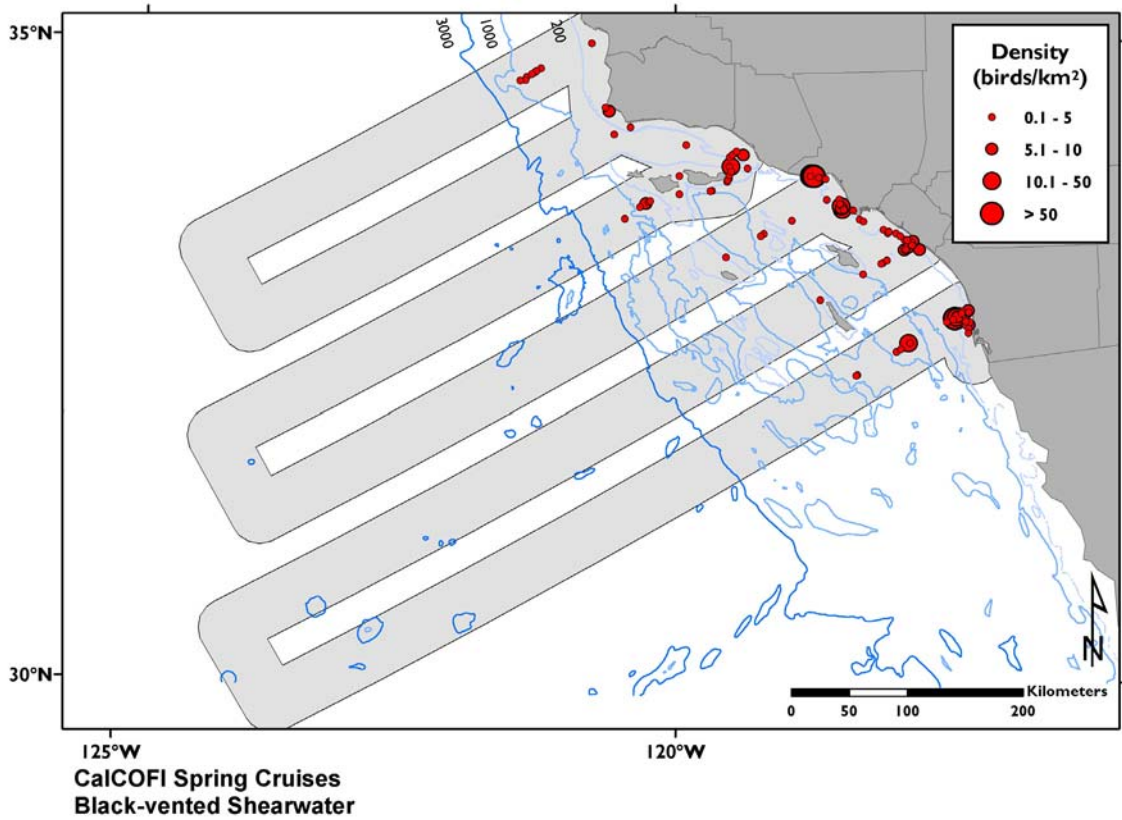 35°N
3000
1000
200
Density
(birds/km²)
0.1 - 5
5.1 - 10
10.1 - 50
> 50
30°N
N
Kilometers
0 50 100 200
125°W
120°W
CalCOFI Spring Cruises
Black-vented Shearwater